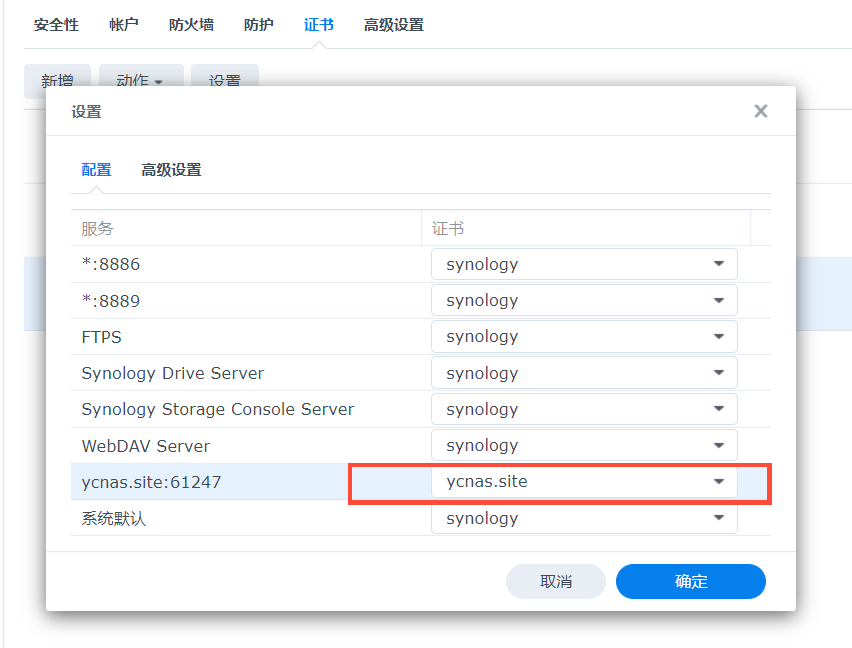 安全性 帐户 防火墙 防护 证书 高级设置
新增 动作 设置
设置
配置 高级设置
服务 证书
*:8886 synology
*:8889 synology
FTPS synology
Synology Drive Server synology
Synology Storage Console Server synology
WebDAV Server synology
ycnas.site:61247 ycnas.site
系统默认 synology
取消 确定